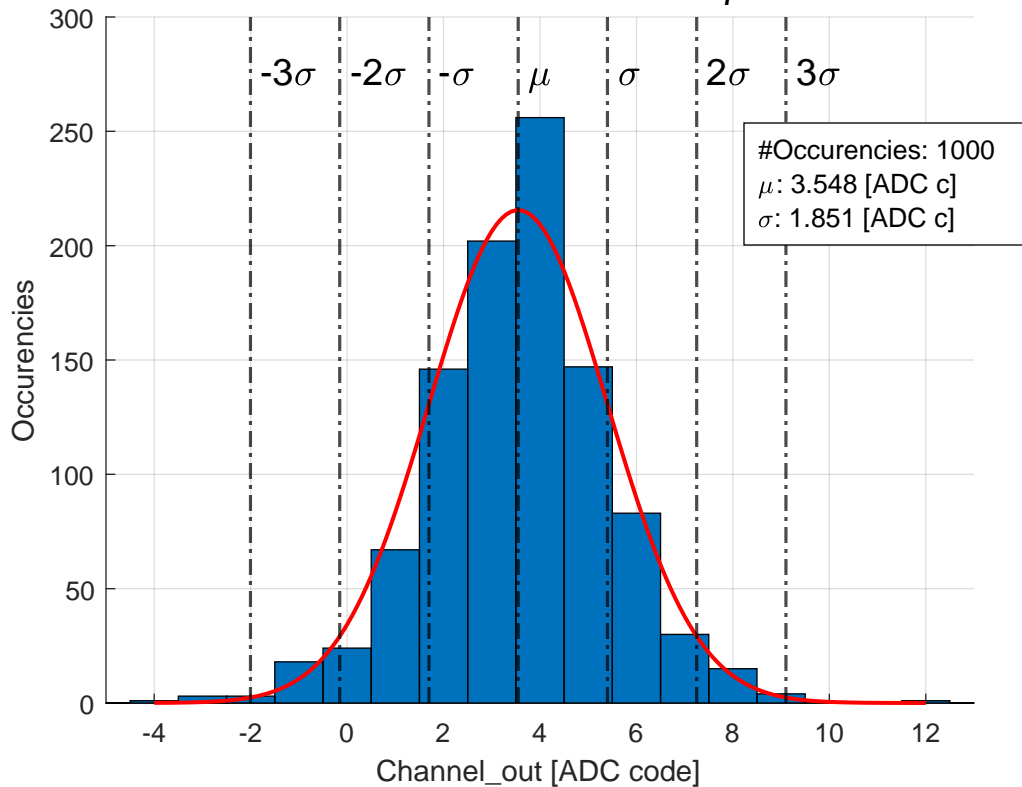 300
250
200
150
100
50
0
-3σ -2σ -σ μ σ 2σ 3σ
#Occurencies: 1000
μ: 3.548 [ADC c]
σ: 1.851 [ADC c]
Occurencies
-4 -2 0 2 4 6 8 10 12
Channel_out [ADC code]